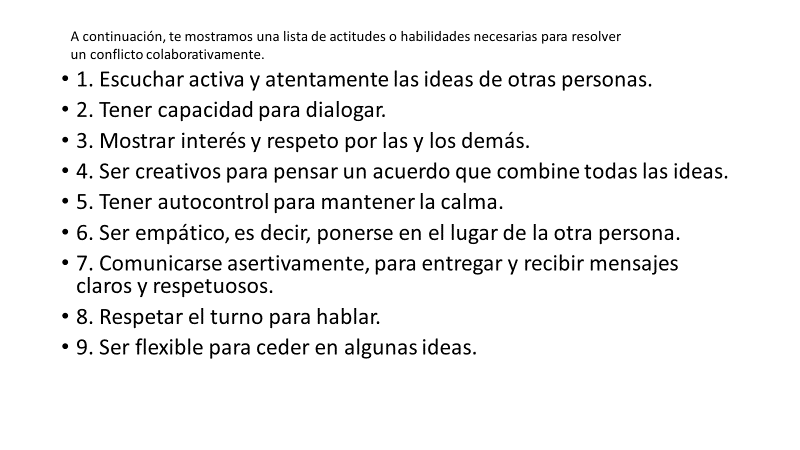 A continuación, te mostramos una lista de actitudes o habilidades necesarias para resolver
un conflicto colaborativamente.
• 1. Escuchar activa y atentamente las ideas de otras personas.
• 2. Tener capacidad para dialogar.
• 3. Mostrar interés y respeto por las y los demás.
• 4. Ser creativos para pensar un acuerdo que combine todas las ideas.
• 5. Tener autocontrol para mantener la calma.
• 6. Ser empático, es decir, ponerse en el lugar de la otra persona.
• 7. Comunicarse asertivamente, para entregar y recibir mensajes
claros y respetuosos.
• 8. Respetar el turno para hablar.
• 9. Ser flexible para ceder en algunas ideas.